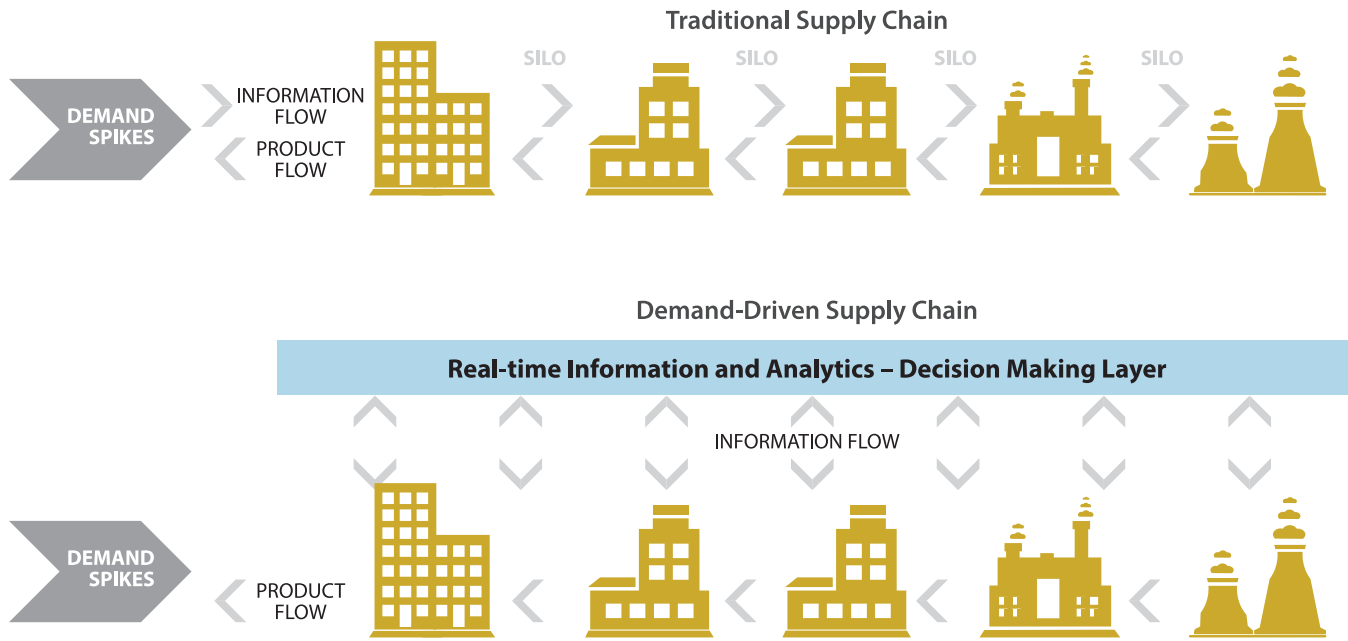 Traditional Supply Chain
SILO
SILO
SILO
SILO
DEMAND
SPIKES
INFORMATION
FLOW
PRODUCT
FLOW
Demand-Driven Supply Chain
Real-time Information and Analytics – Decision Making Layer
INFORMATION FLOW
DEMAND
SPIKES
PRODUCT
FLOW